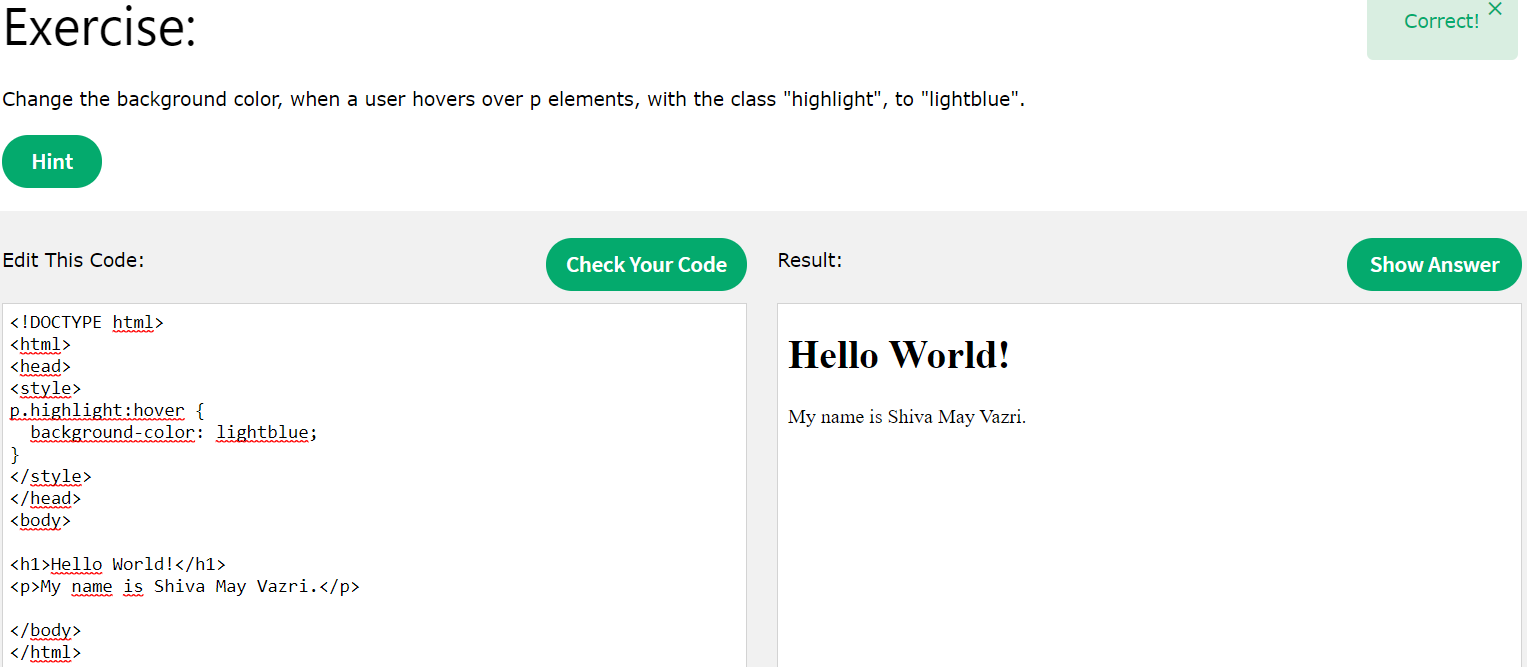 Exercise:
Correct! ×
Change the background color, when a user hovers over p elements, with the class "highlight", to "lightblue".
Hint
Edit This Code:
Check Your Code
Result:
Show Answer
<!DOCTYPE html>
<html>
<head>
<style>
p.highlight:hover {
  background-color: lightblue;
}
</style>
</head>
<body>

<h1>Hello World!</h1>
<p>My name is Shiva May Vazri.</p>

</body>
</html>
Hello World!
My name is Shiva May Vazri.